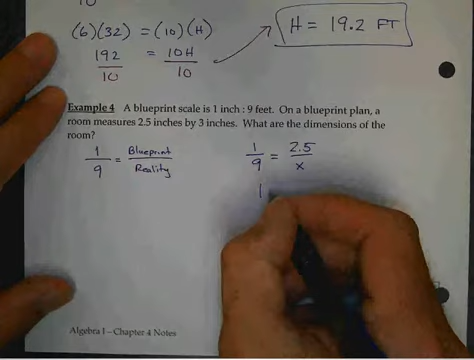 10
(6)(32) = (10)(H)
192 = 10H
10 10
H = 19.2 FT
Example 4 A blueprint scale is 1 inch : 9 feet. On a blueprint plan, a
room measures 2.5 inches by 3 inches. What are the dimensions of the
room?
1 = Blueprint
9 Reality
1 = 2.5
9 x
1
Algebra I – Chapter 4 Notes